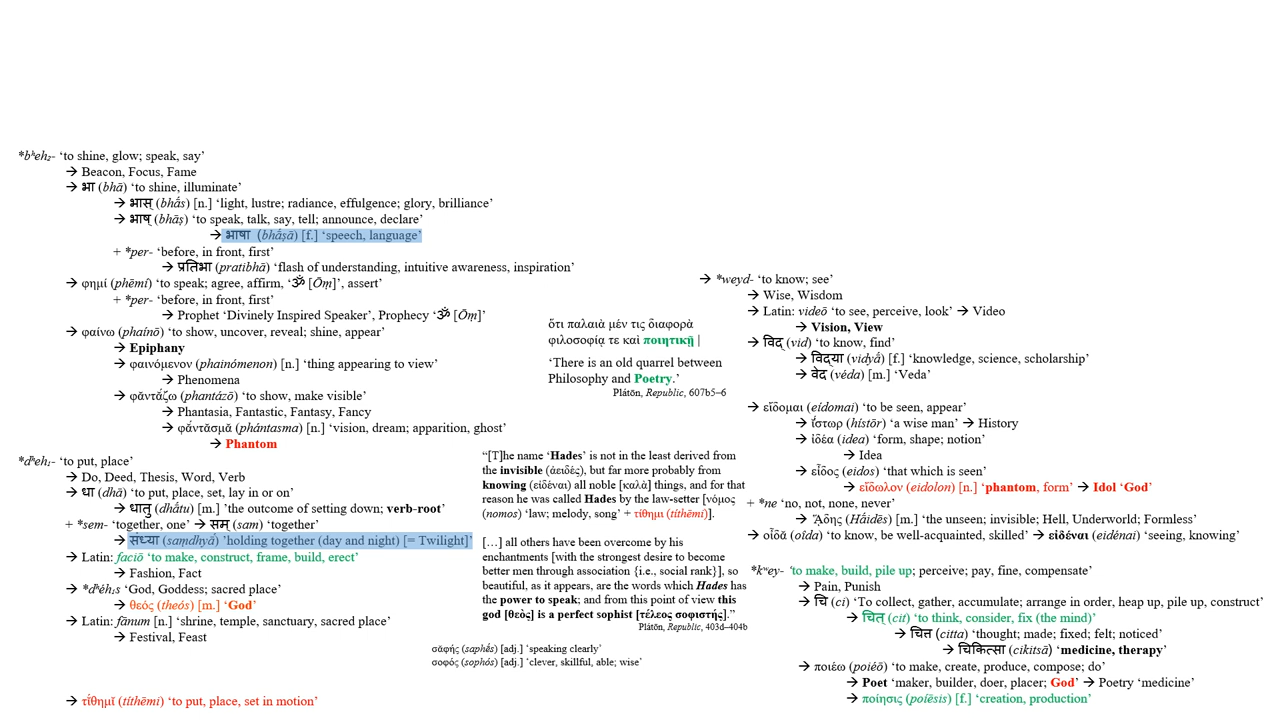 *bʰeh₂- ‘to shine, glow; speak, say’
→ Beacon, Focus, Fame
→ भा (bhā) ‘to shine, illuminate’
→ भास् (bhā́s) [n.] ‘light, lustre; radiance, effulgence; glory, brilliance’
→ भाष् (bhāṣ) ‘to speak, talk, say, tell; announce, declare’
→ भाषा (bhā́ṣā) [f.] ‘speech, language’
+ *per- ‘before, in front, first’
→ प्रतिभा (pratibhā) ‘flash of understanding, intuitive awareness, inspiration’
→ φημί (phēmí) ‘to speak; agree, affirm, ‘ॐ [Ōṃ]’, assert’
+ *per- ‘before, in front, first’
→ Prophet ‘Divinely Inspired Speaker’, Prophecy ‘ॐ [Ōṃ]’
→ φαίνω (phaínō) ‘to show, uncover, reveal; shine, appear’
→ Epiphany
→ φαινόμενον (phainómenon) [n.] ‘thing appearing to view’
→ Phenomena
→ φᾰντᾰ́ζω (phantázō) ‘to show, make visible’
→ Phantasia, Fantastic, Fantasy, Fancy
→ φᾰ́ντᾰσμᾰ (phántasma) [n.] ‘vision, dream; apparition, ghost’
→ Phantom
*dʰeh₁- ‘to put, place’
→ Do, Deed, Thesis, Word, Verb
→ धा (dhā) ‘to put, place, set, lay in or on’
→ धातु (dhā́tu) [m.] ’the outcome of setting down; verb-root’
+ *sem- ‘together, one’ → सम् (sam) ‘together’
→ संध्या (saṃdhyā́) ’holding together (day and night) [= Twilight]’
→ Latin: faciō ‘to make, construct, frame, build, erect’
→ Fashion, Fact
→ *dʰéh₁s ‘God, Goddess; sacred place’
→ θεός (theós) [m.] ‘God’
→ Latin: fānum [n.] ‘shrine, temple, sanctuary, sacred place’
→ Festival, Feast
→ τῐ́θημῐ (títhēmi) ‘to put, place, set in motion’
ὅτι παλαιὰ μέν τις διαφορὰ
φιλοσοφίᾳ τε καὶ ποιητικῇ |
‘There is an old quarrel between
Philosophy and Poetry.’
Plátōn, Republic, 607b5–6
“[T]he name ‘Hades’ is not in the least derived from
the invisible (ἀειδές), but far more probably from
knowing (εἰδέναι) all noble [καλὰ] things, and for that
reason he was called Hades by the law-setter [νόμος
(nomos) ‘law; melody, song’ + τίθημι (títhēmi)].
[…] all others have been overcome by his
enchantments [with the strongest desire to become
better men through association {i.e., social rank}], so
beautiful, as it appears, are the words which Hades has
the power to speak; and from this point of view this
god [θεὸς] is a perfect sophist [τέλεος σοφιστής].”
Plátōn, Republic, 403d–404b
σᾰφής (saphḗs) [adj.] ‘speaking clearly’
σοφός (sophós) [adj.] ‘clever, skillful, able; wise’
→ *weyd- ‘to know; see’
→ Wise, Wisdom
→ Latin: videō ‘to see, perceive, look’ → Video
→ Vision, View
→ विद् (vid) ‘to know, find’
→ विद्या (vidyā́) [f.] ‘knowledge, science, scholarship’
→ वेद (véda) [m.] ‘Veda’
→ εἴδομαι (eídomai) ‘to be seen, appear’
→ ἵστωρ (hístōr) ‘a wise man’ → History
→ ἰδέα (idea) ‘form, shape; notion’
→ Idea
→ εἶδος (eidos) ‘that which is seen’
→ εἴδωλον (eidolon) [n.] ‘phantom, form’ → Idol ‘God’
+ *ne ‘no, not, none, never’
→ ᾍδης (Hā́idēs) [m.] ‘the unseen; invisible; Hell, Underworld; Formless’
→ οἶδᾰ (oîda) ‘to know, be well-acquainted, skilled’ → εἰδέναι (eidénai) ‘seeing, knowing’
*kʷey- ‘to make, build, pile up; perceive; pay, fine, compensate’
→ Pain, Punish
→ चि (ci) ‘To collect, gather, accumulate; arrange in order, heap up, pile up, construct’
→ चित् (cit) ‘to think, consider, fix (the mind)’
→ चित्त (citta) ‘thought; made; fixed; felt; noticed’
→ चिकित्सा (cikitsā) ‘medicine, therapy’
→ ποιέω (poiéō) ‘to make, create, produce, compose; do’
→ Poet ‘maker, builder, doer, placer; God’ → Poetry ‘medicine’
→ ποίησις (poíēsis) [f.] ‘creation, production’